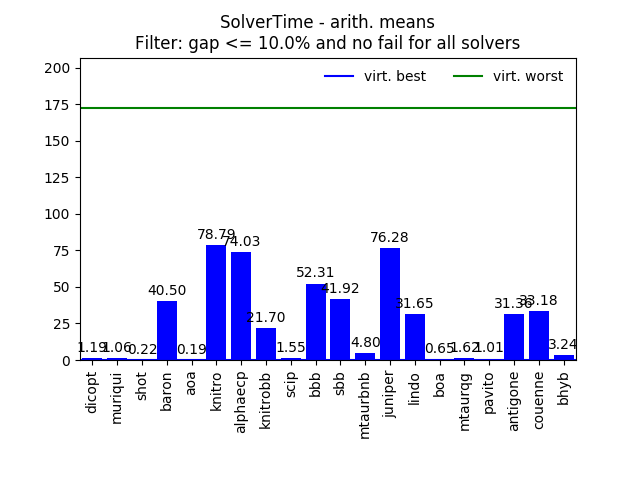 SolverTime - arith. means
Filter: gap <= 10.0% and no fail for all solvers
virt. best virt. worst
200
175
150
125
100
75
50
25
0
1.19 1.06 0.22 40.50 0.19 78.79 74.03 21.70 1.55 52.31 41.92 4.80 76.28 31.65 0.65 1.62 1.01 31.36 33.18 3.24
dicopt
muriqui
shot
baron
aoa
knitro
alphaecp
knitrobb
scip
bbb
sbb
mtaurbnb
juniper
lindo
boa
mtaurqg
pavito
antigone
couenne
bhyb